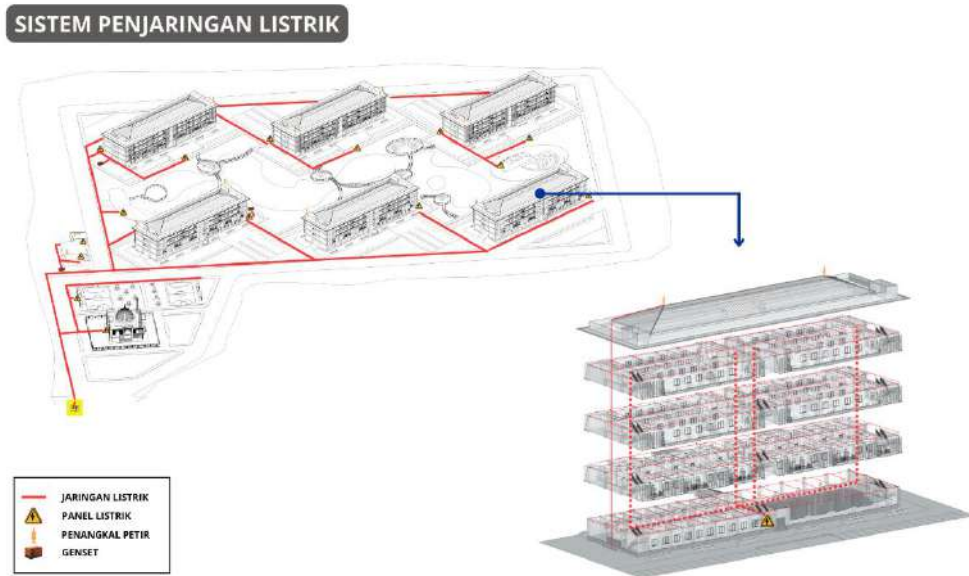 SISTEM PENJARINGAN LISTRIK
JARINGAN LISTRIK
PANEL LISTRIK
PENANGKAL PETIR
GENSET